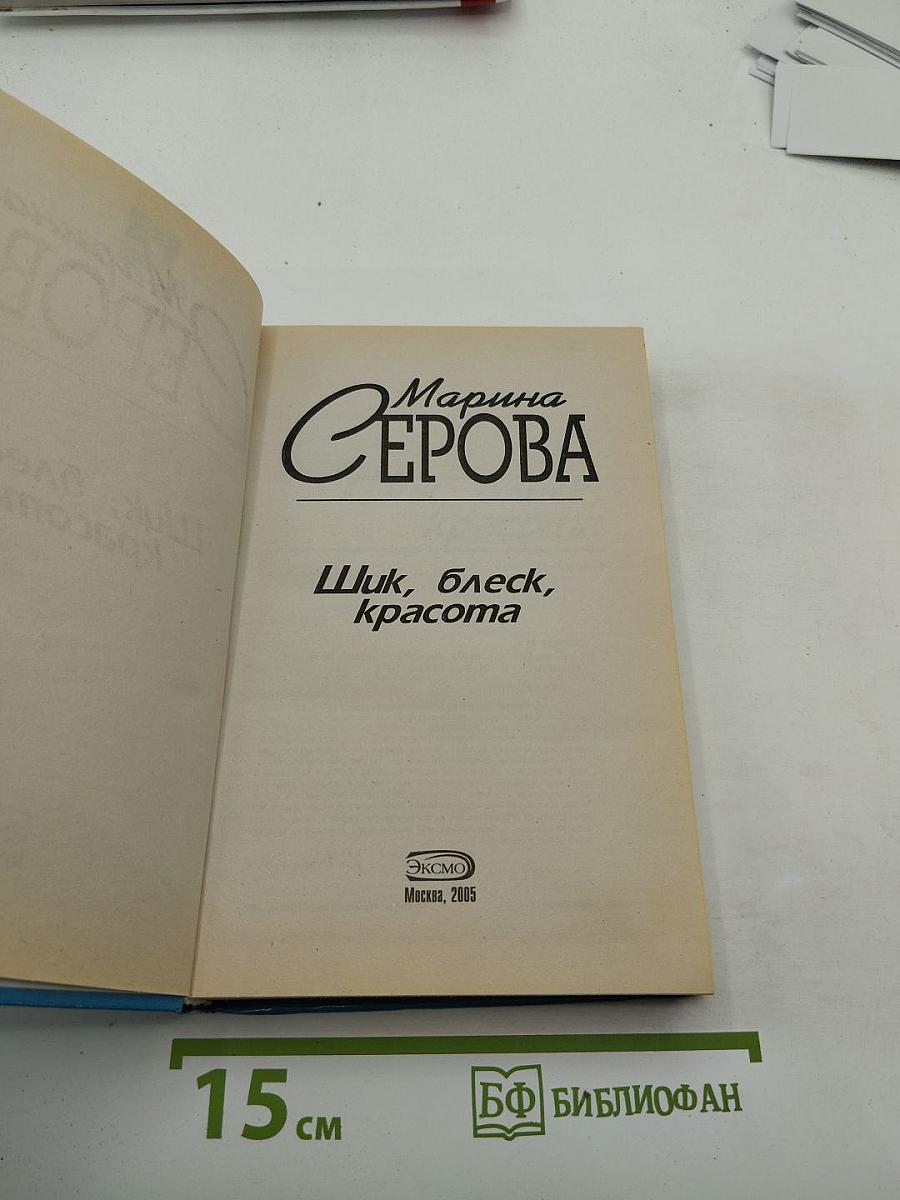 Марина
СЕРОВА
Шик, блеск,
красота
ЭКСМО
Москва, 2005
15 см
БФ БИБЛИОФАН